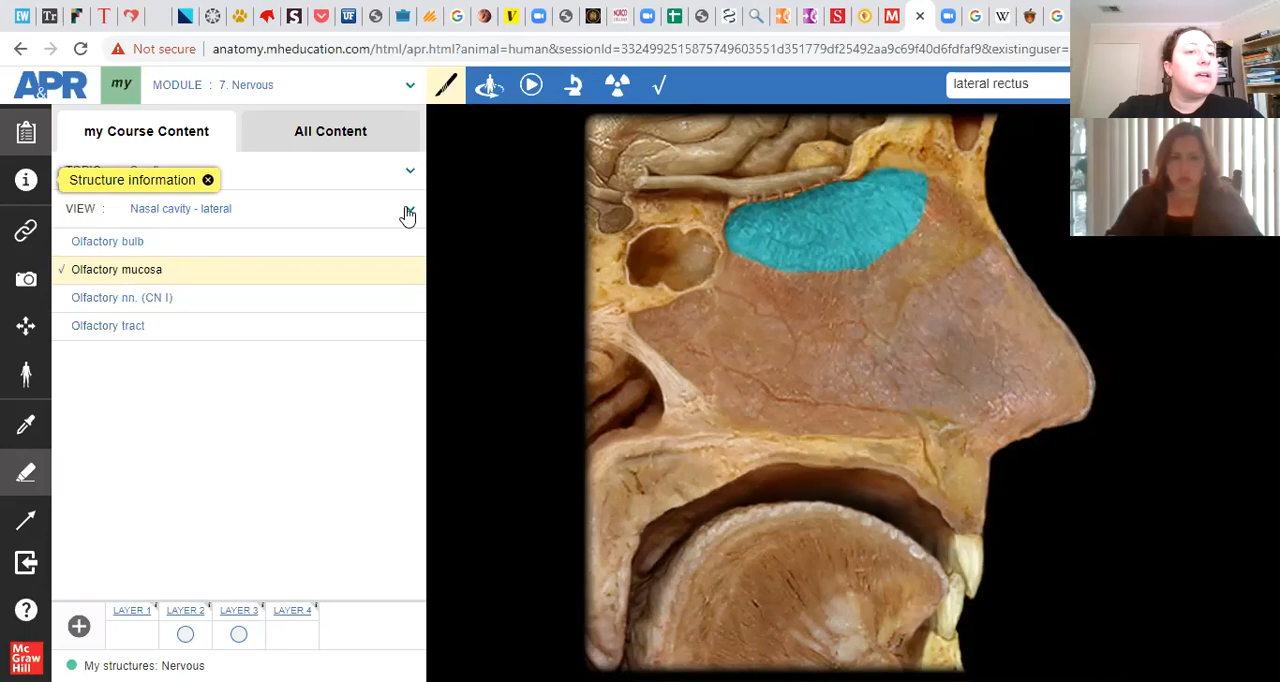 Not secure
anatomy.mheducation.com/html/apr.html?animal=human&sessionId=3324992515875749603551d351779df25492aa9c69f40d6fdfaf9&existinguser=
A&PR
my
MODULE : 7. Nervous
lateral rectus
my Course Content
All Content
Structure information
VIEW : Nasal cavity - lateral
Olfactory bulb
√ Olfactory mucosa
Olfactory nn. (CN I)
Olfactory tract
LAYER 1 LAYER 2 LAYER 3 LAYER 4
My structures: Nervous
Mc
Graw
Hill